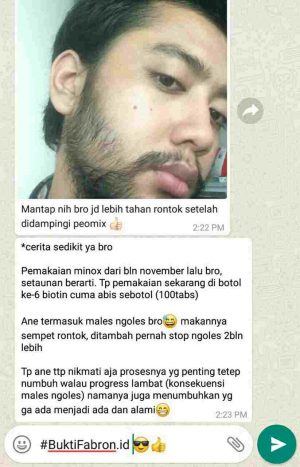 Mantap nih bro jd lebih tahan rontok setelah
didampingi peomix 👍🏻
2:22 PM
*cerita sedikit ya bro
Pemakaian minox dari bln november lalu bro,
setaunan berarti. Tp pemakaian sekarang di botol
ke-6 biotin cuma abis sebotol (100tabs)
Ane termasuk males ngoles bro😅 makannya
sempet rontok, ditambah pernah stop ngoles 2bln
lebih
Tp ane ttp nikmati aja prosesnya yg penting tetep
numbuh walau progress lambat (konsekuensi
males ngoles) namanya juga menumbuhkan yg
ga ada menjadi ada dan alami😁
2:23 PM
#BuktiFabron.id 😎👍